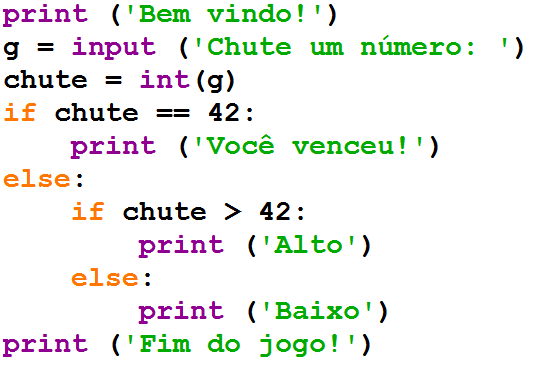 print ('Bem vindo!')
g = input ('Chute um número: ')
chute = int(g)
if chute == 42:
    print ('Você venceu!')
else:
    if chute > 42:
        print ('Alto')
    else:
        print ('Baixo')
print ('Fim do jogo!')